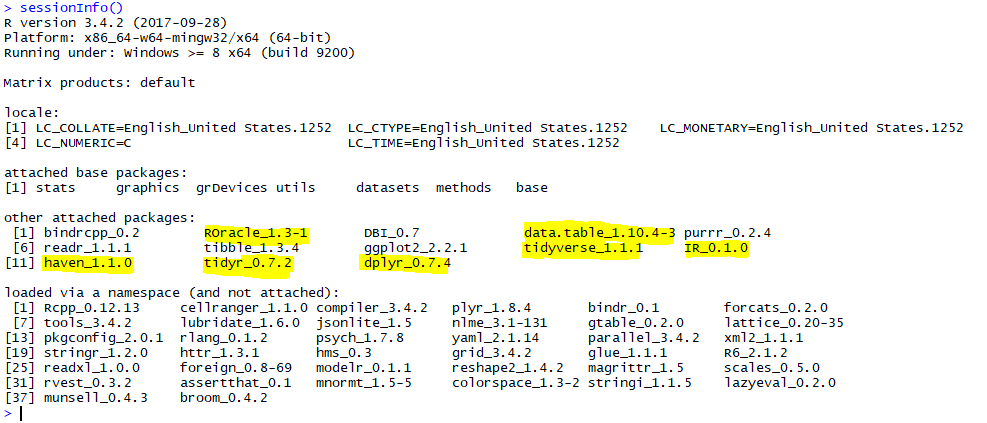 > sessionInfo()
R version 3.4.2 (2017-09-28)
Platform: x86_64-w64-mingw32/x64 (64-bit)
Running under: Windows >= 8 x64 (build 9200)

Matrix products: default

locale:
[1] LC_COLLATE=English_United States.1252  LC_CTYPE=English_United States.1252    LC_MONETARY=English_United States.1252
[4] LC_NUMERIC=C                           LC_TIME=English_United States.1252

attached base packages:
[1] stats     graphics  grDevices utils     datasets  methods   base

other attached packages:
 [1] bindrcpp_0.2        ROracle_1.3-1       DBI_0.7             data.table_1.10.4-3 purrr_0.2.4
 [6] readr_1.1.1         tibble_1.3.4        ggplot2_2.2.1       tidyverse_1.1.1     IR_0.1.0
[11] haven_1.1.0         tidyr_0.7.2         dplyr_0.7.4

loaded via a namespace (and not attached):
 [1] Rcpp_0.12.13     cellranger_1.1.0 compiler_3.4.2   plyr_1.8.4       bindr_0.1        forcats_0.2.0
 [7] tools_3.4.2      lubridate_1.6.0  jsonlite_1.5     nlme_3.1-131     gtable_0.2.0     lattice_0.20-35
[13] pkgconfig_2.0.1  rlang_0.1.2      psych_1.7.8      yaml_2.1.14      parallel_3.4.2   xml2_1.1.1
[19] stringr_1.2.0    httr_1.3.1       hms_0.3          grid_3.4.2       glue_1.1.1       R6_2.1.2
[25] readxl_1.0.0     foreign_0.8-69   modelr_0.1.1     reshape2_1.4.2   magrittr_1.5     scales_0.5.0
[31] rvest_0.3.2      assertthat_0.1   mnormt_1.5-5     colorspace_1.3-2 stringi_1.1.5    lazyeval_0.2.0
[37] munsell_0.4.3    broom_0.4.2
>